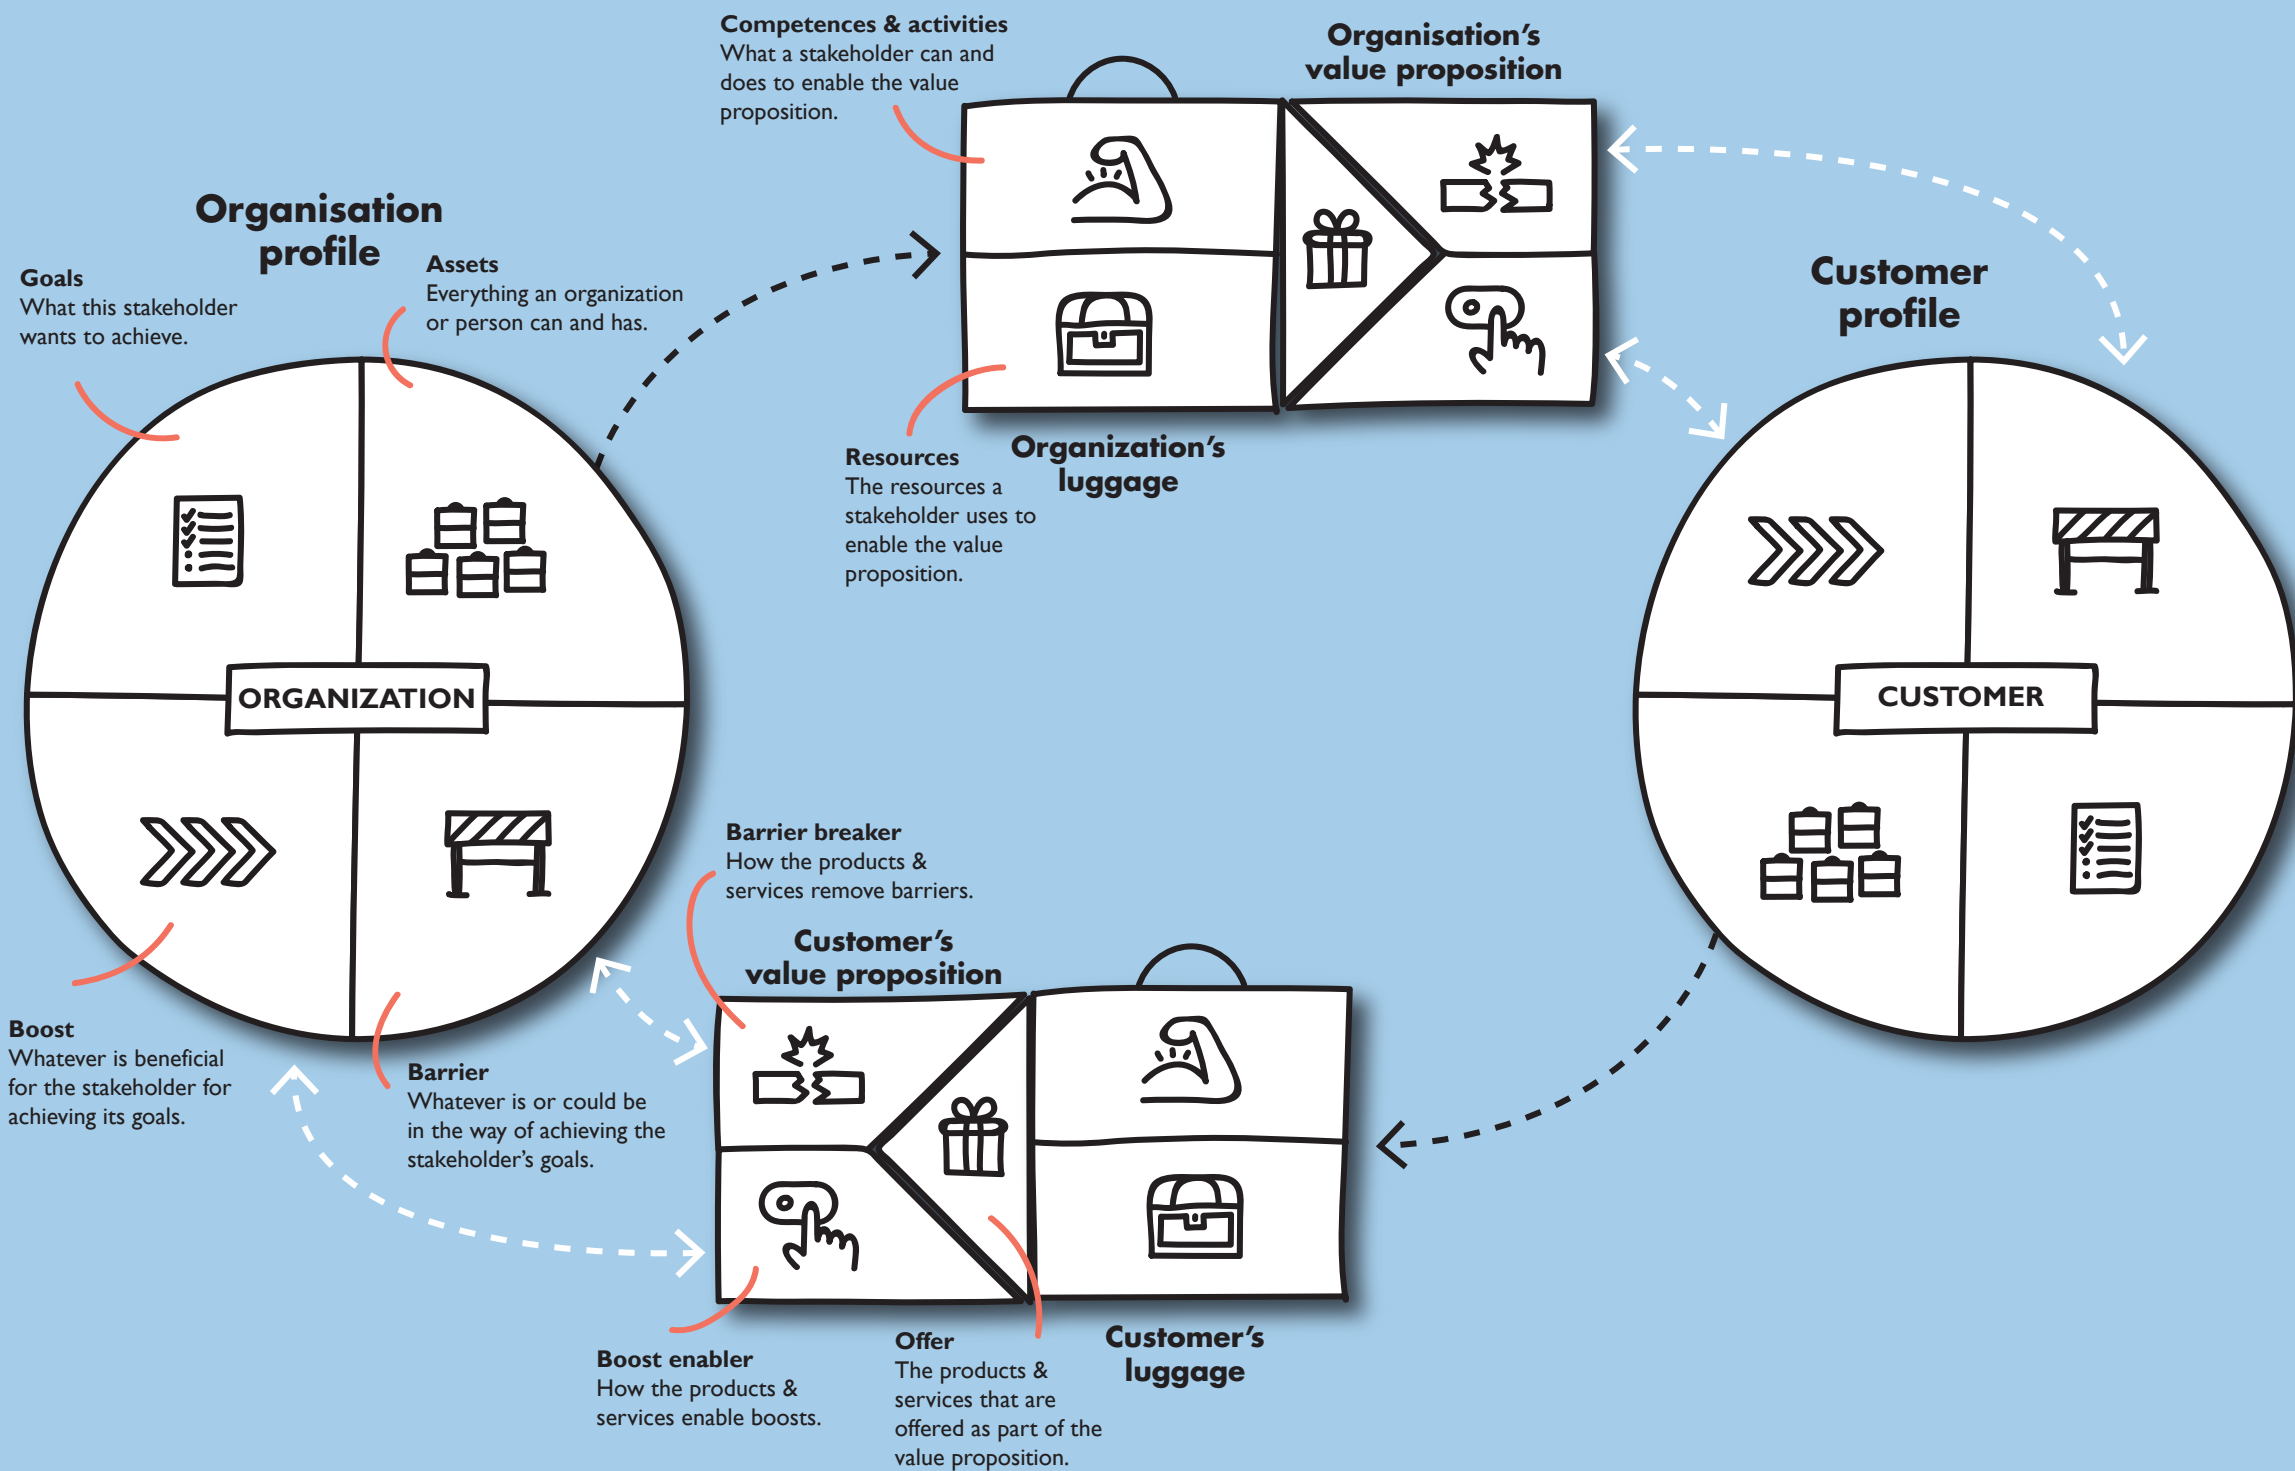 Competences & activities
What a stakeholder can and
does to enable the value
proposition.
Organisation's
value proposition
Organisation
profile
Goals
What this stakeholder
wants to achieve.
Assets
Everything an organization
or person can and has.
Customer
profile
Resources
The resources a
stakeholder uses to
enable the value
proposition.
Organization's
luggage
ORGANIZATION
CUSTOMER
Barrier breaker
How the products &
services remove barriers.
Customer's
value proposition
Boost
Whatever is beneficial
for the stakeholder for
achieving its goals.
Barrier
Whatever is or could be
in the way of achieving the
stakeholder's goals.
Boost enabler
How the products &
services enable boosts.
Offer
The products &
services that are
offered as part of the
value proposition.
Customer's
luggage